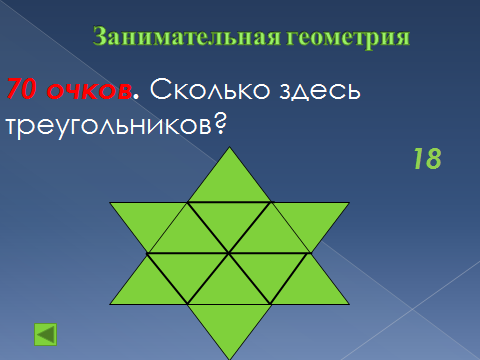 Занимательная геометрия
70 очков. Сколько здесь
треугольников?
18